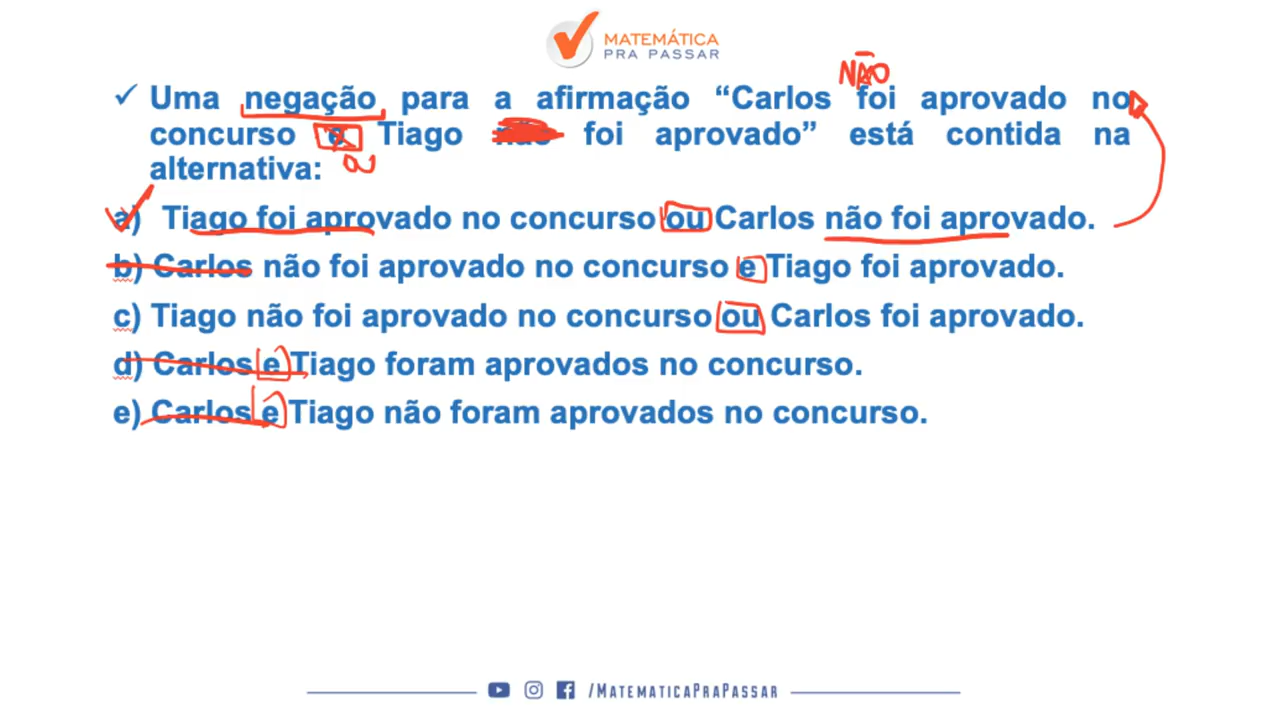 MATEMÁTICA
PRA PASSAR
NÃO
✓ Uma negação para a afirmação “Carlos foi aprovado no
concurso e Tiago não foi aprovado” está contida na
ou
alternativa:
a) Tiago foi aprovado no concurso ou Carlos não foi aprovado.
b) Carlos não foi aprovado no concurso e Tiago foi aprovado.
c) Tiago não foi aprovado no concurso ou Carlos foi aprovado.
d) Carlos e Tiago foram aprovados no concurso.
e) Carlos e Tiago não foram aprovados no concurso.
/MATEMATICAPRAPASSAR